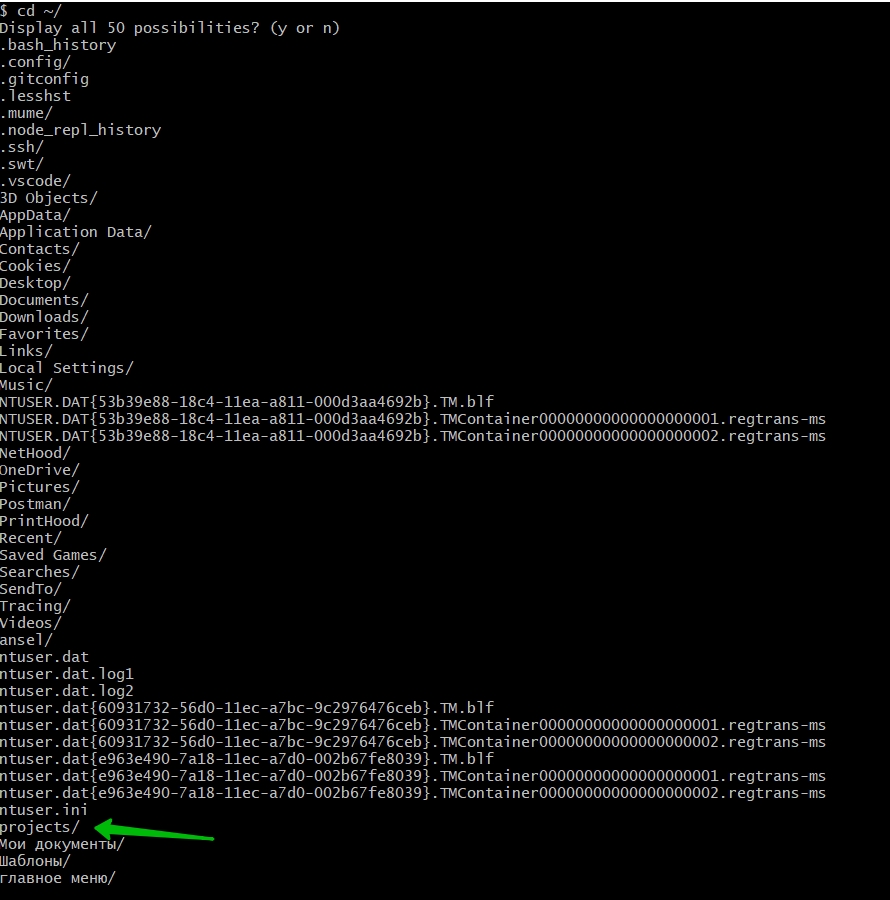 $ cd ~/
Display all 50 possibilities? (y or n)
.bash_history
.config/
.gitconfig
.lesshst
.mume/
.node_repl_history
.ssh/
.swt/
.vscode/
3D Objects/
AppData/
Application Data/
Contacts/
Cookies/
Desktop/
Documents/
Downloads/
Favorites/
Links/
Local Settings/
Music/
NTUSER.DAT{53b39e88-18c4-11ea-a811-000d3aa4692b}.TM.blf
NTUSER.DAT{53b39e88-18c4-11ea-a811-000d3aa4692b}.TMContainer00000000000000000001.regtrans-ms
NTUSER.DAT{53b39e88-18c4-11ea-a811-000d3aa4692b}.TMContainer00000000000000000002.regtrans-ms
NetHood/
OneDrive/
Pictures/
Postman/
PrintHood/
Recent/
Saved Games/
Searches/
SendTo/
Tracing/
Videos/
ansel/
ntuser.dat
ntuser.dat.log1
ntuser.dat.log2
ntuser.dat{60931732-56d0-11ec-a7bc-9c2976476ceb}.TM.blf
ntuser.dat{60931732-56d0-11ec-a7bc-9c2976476ceb}.TMContainer00000000000000000001.regtrans-ms
ntuser.dat{60931732-56d0-11ec-a7bc-9c2976476ceb}.TMContainer00000000000000000002.regtrans-ms
ntuser.dat{e963e490-7a18-11ec-a7d0-002b67fe8039}.TM.blf
ntuser.dat{e963e490-7a18-11ec-a7d0-002b67fe8039}.TMContainer00000000000000000001.regtrans-ms
ntuser.dat{e963e490-7a18-11ec-a7d0-002b67fe8039}.TMContainer00000000000000000002.regtrans-ms
ntuser.ini
projects/
Мои документы/
Шаблоны/
главное меню/